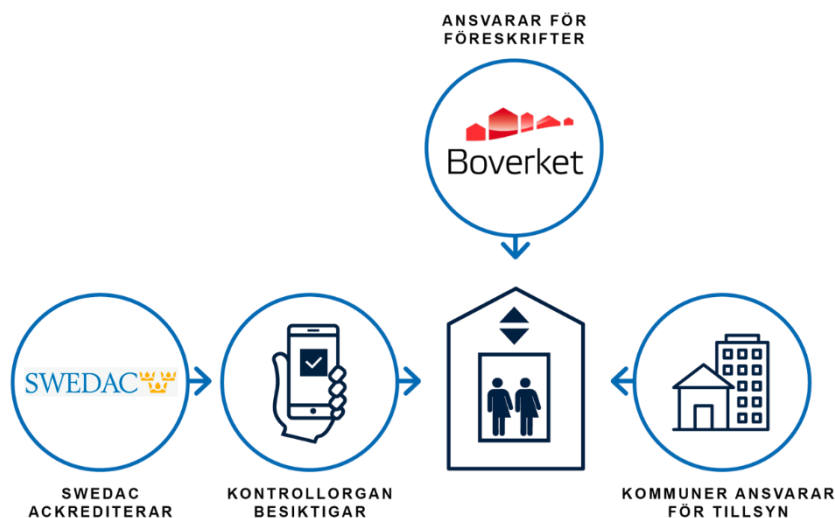 ANSVARAR FÖR
FÖRESKRIFTER
Boverket
SWEDAC
SWEDAC
ACKREDITERAR
KONTROLLORGAN
BESIKTIGAR
KOMMUNER ANSVARAR
FÖR TILLSYN